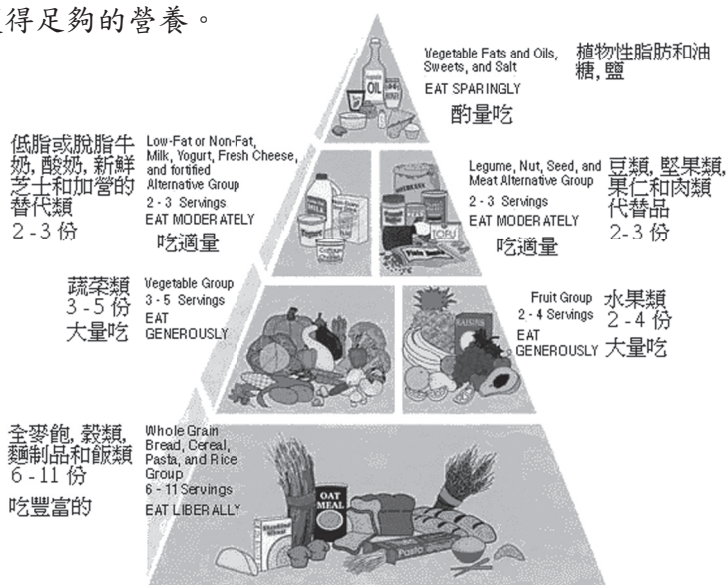 得足夠的營養。
Vegetable Fats and Oils,
Sweets, and Salt
EAT SPARINGLY
植物性脂肪和油
糖, 鹽
酌量吃
OIL
低脂或脫脂牛
奶, 酸奶, 新鮮
芝士和加營的
替代類
2 - 3 份
Low-Fat or Non-Fat,
Milk, Yogurt, Fresh Cheese,
and fortified
Alternative Group
2 - 3 Servings
EAT MODERATELY
吃適量
Yogurt
Legume, Nut, Seed, and
Meat Alternative Group
2 - 3 Servings
EAT MODERATELY
豆類, 堅果類,
果仁和肉類
代替品
2-3 份
吃適量
TOFU
蔬菜類
3 - 5 份
大量吃
Vegetable Group
3 - 5 Servings
EAT
GENEROUSLY
Fruit Group
2 - 4 Servings
EAT
GENEROUSLY
水果類
2 - 4 份
大量吃
RAISINS
全麥飽, 穀類,
麵制品和飯類
6 - 11 份
吃豐富的
Whole Grain
Bread, Cereal,
Pasta, and Rice
Group
6 - 11 Servings
EAT LIBERALLY
OAT
MEAL
Shredded
Wheat
Pasta